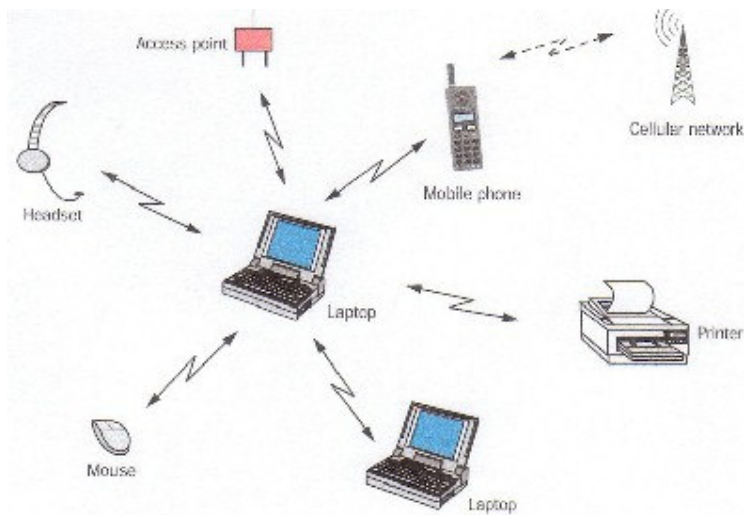 Access point
Cellular network
Mobile phone
Headset
Laptop
Printer
Mouse
Laptop